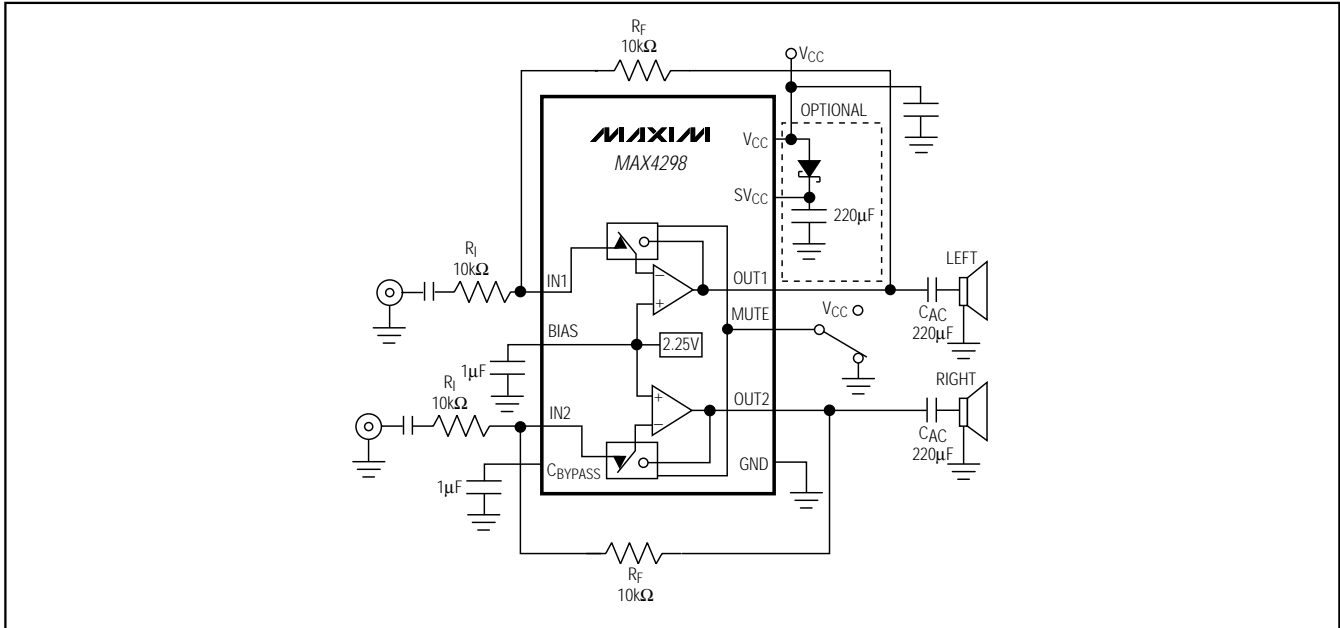 RF
10kΩ
VCC
OPTIONAL
MAXIM
MAX4298
VCC
SVCC
220μF
RI
10kΩ
IN1
OUT1
LEFT
CAC
220μF
MUTE
VCC
BIAS
2.25V
1μF
RI
10kΩ
IN2
OUT2
RIGHT
CAC
220μF
CBYPASS
GND
1μF
RF
10kΩ